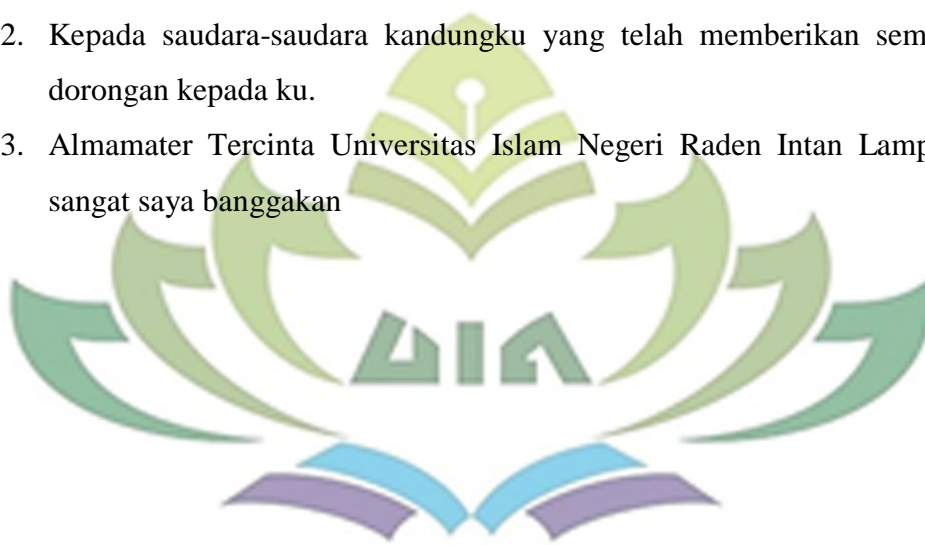 2. Kepada saudara-saudara kandungku yang telah memberikan sem
dorongan kepada ku.
3. Almamater Tercinta Universitas Islam Negeri Raden Intan Lamp
sangat saya banggakan
UIN